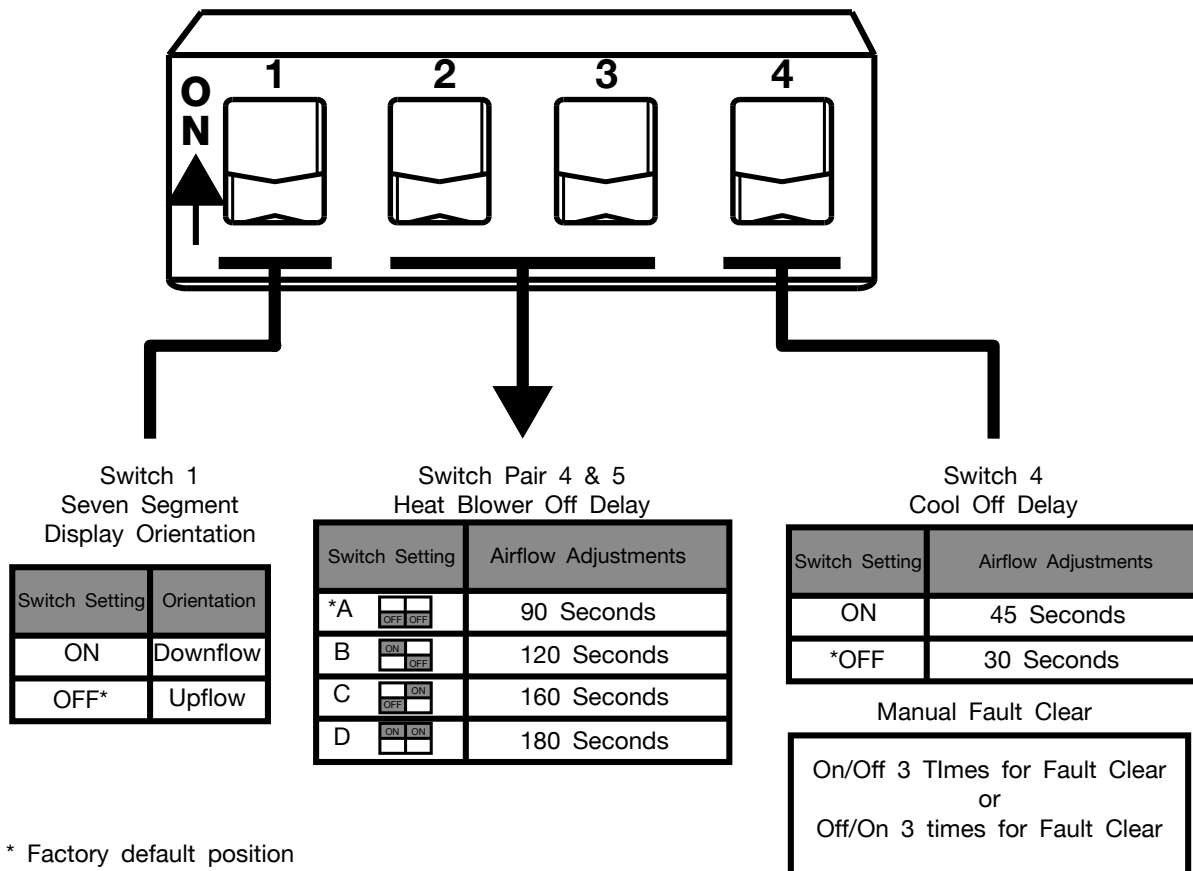 1 2 3 4
O
N
Switch 1
Seven Segment
Display Orientation
Switch Setting Orientation
ON Downflow
OFF* Upflow
Switch Pair 4 & 5
Heat Blower Off Delay
Switch Setting Airflow Adjustments
*A OFF OFF 90 Seconds
B ON OFF 120 Seconds
C OFF ON 160 Seconds
D ON ON 180 Seconds
Switch 4
Cool Off Delay
Switch Setting Airflow Adjustments
ON 45 Seconds
*OFF 30 Seconds
Manual Fault Clear
On/Off 3 TImes for Fault Clear
or
Off/On 3 times for Fault Clear
* Factory default position